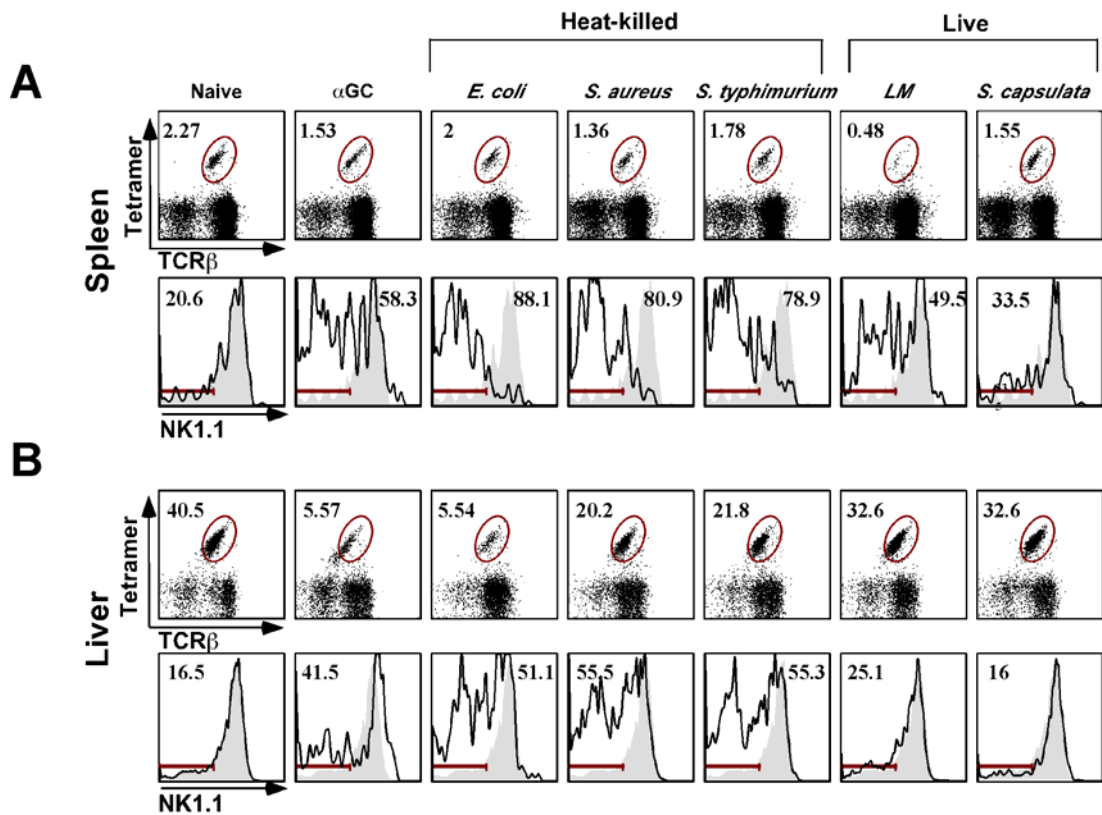 Heat-killed Live
A
Naive αGC E. coli S. aureus S. typhimurium LM S. capsulata
Spleen
Tetramer
2.27 1.53 2 1.36 1.78 0.48 1.55
TCRβ
20.6 58.3 88.1 80.9 78.9 49.5 33.5
NK1.1
B
Liver
Tetramer
40.5 5.57 5.54 20.2 21.8 32.6 32.6
TCRβ
16.5 41.5 51.1 55.5 55.3 25.1 16
NK1.1